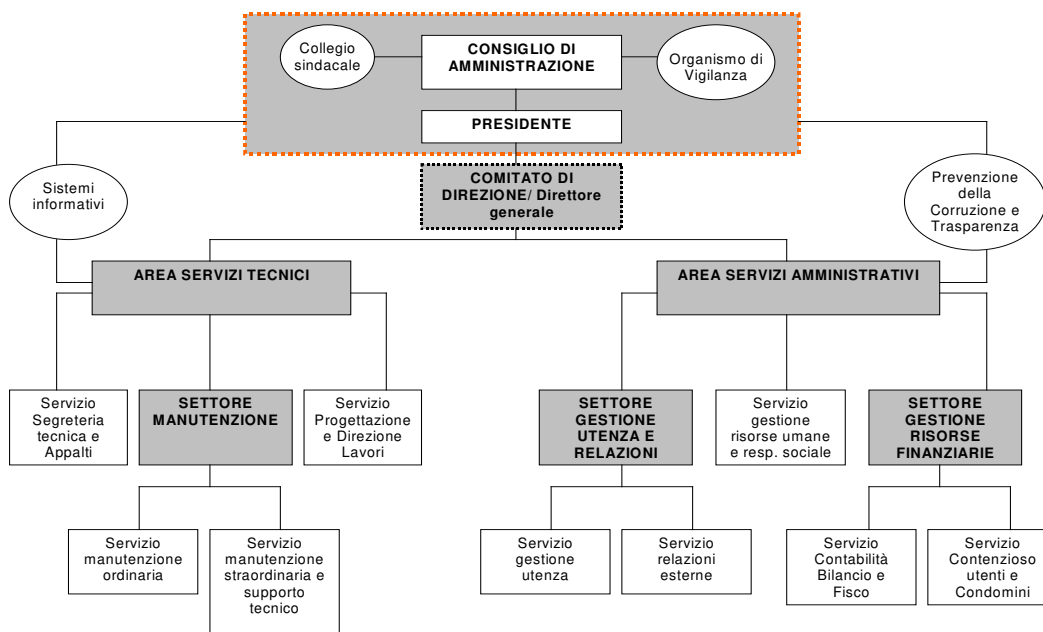 Collegio
sindacale
CONSIGLIO DI
AMMINISTRAZIONE
Organismo di
Vigilanza
PRESIDENTE
Sistemi
informativi
COMITATO DI
DIREZIONE/ Direttore
generale
Prevenzione
della
Corruzione e
Trasparenza
AREA SERVIZI TECNICI
AREA SERVIZI AMMINISTRATIVI
Servizio
Segreteria
tecnica e
Appalti
SETTORE
MANUTENZIONE
Servizio
Progettazione
e Direzione
Lavori
SETTORE
GESTIONE
UTENZA E
RELAZIONI
Servizio
gestione
risorse umane
e resp. sociale
SETTORE
GESTIONE
RISORSE
FINANZIARIE
Servizio
manutenzione
ordinaria
Servizio
manutenzione
straordinaria e
supporto
tecnico
Servizio
gestione
utenza
Servizio
relazioni
esterne
Servizio
Contabilità
Bilancio e
Fisco
Servizio
Contenzioso
utenti e
Condomini